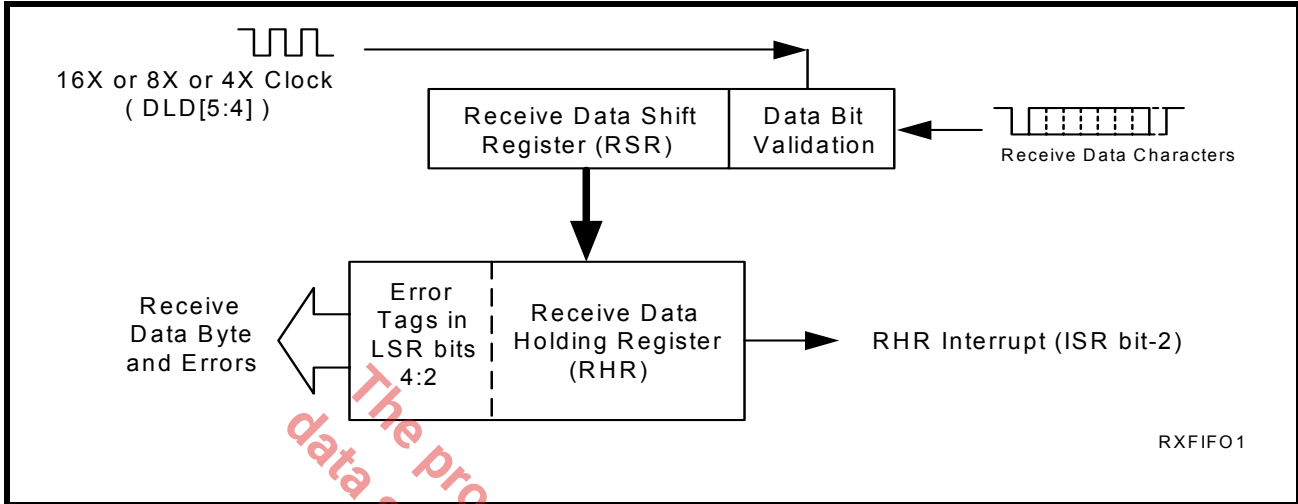 16X or 8X or 4X Clock
( DLD[5:4] )
Receive Data Shift
Register (RSR)
Data Bit
Validation
Receive Data Characters
Receive
Data Byte
and Errors
Error
Tags in
LSR bits
4:2
Receive Data
Holding Register
(RHR)
RHR Interrupt (ISR bit-2)
The pro
data
RXFIFO1